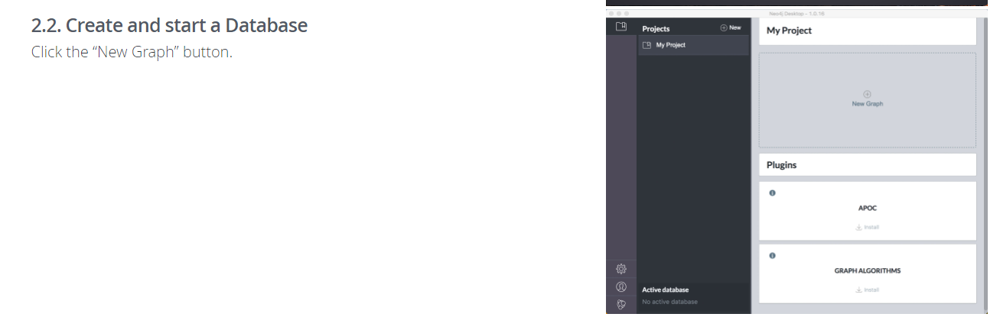 2.2. Create and start a Database
Click the “New Graph” button.
Neo4j Desktop - 1.0.16
Projects
New
My Project
Active database
No active database
My Project
New Graph
Plugins
APOC
Install
GRAPH ALGORITHMS
Install